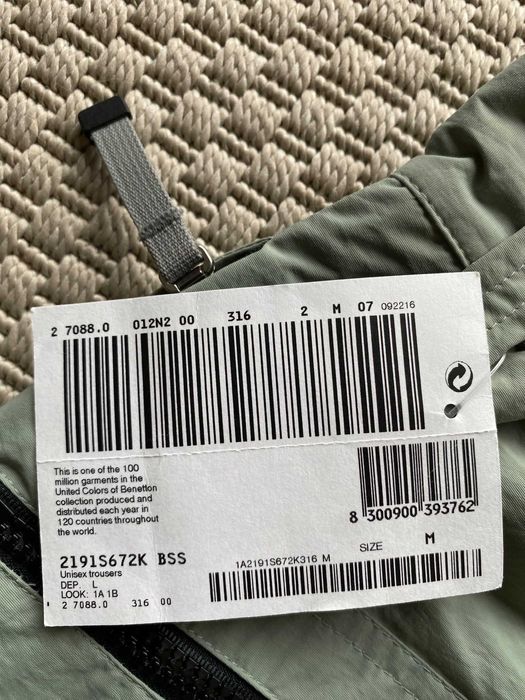 2 7088.0 012N2 00 316 2 M 07 092216
This is one of the 100
million garments in the
United Colors of Benetton
collection produced and
distributed each year in
120 countries throughout
the world.
8 300900 393762
2191S672K BSS
Unisex trousers
DEP. L
LOOK: 1A 1B
2 7088.0 316 00
1A2191S672K316 M
SIZE M